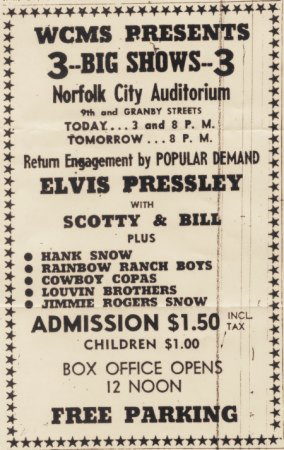 WCMS PRESENTS
3--BIG SHOWS--3
Norfolk City Auditorium
9th and GRANBY STREETS
TODAY....3 and 8 P. M.
TOMORROW...8 P. M.
Return Engagement by POPULAR DEMAND
ELVIS PRESSLEY
WITH
SCOTTY & BILL
PLUS
● HANK SNOW
● RAINBOW RANCH BOYS
● COWBOY COPAS
● LOUVIN BROTHERS
● JIMMIE ROGERS SNOW
ADMISSION $1.50 INCL. TAX
CHILDREN $1.00
BOX OFFICE OPENS
12 NOON
FREE PARKING